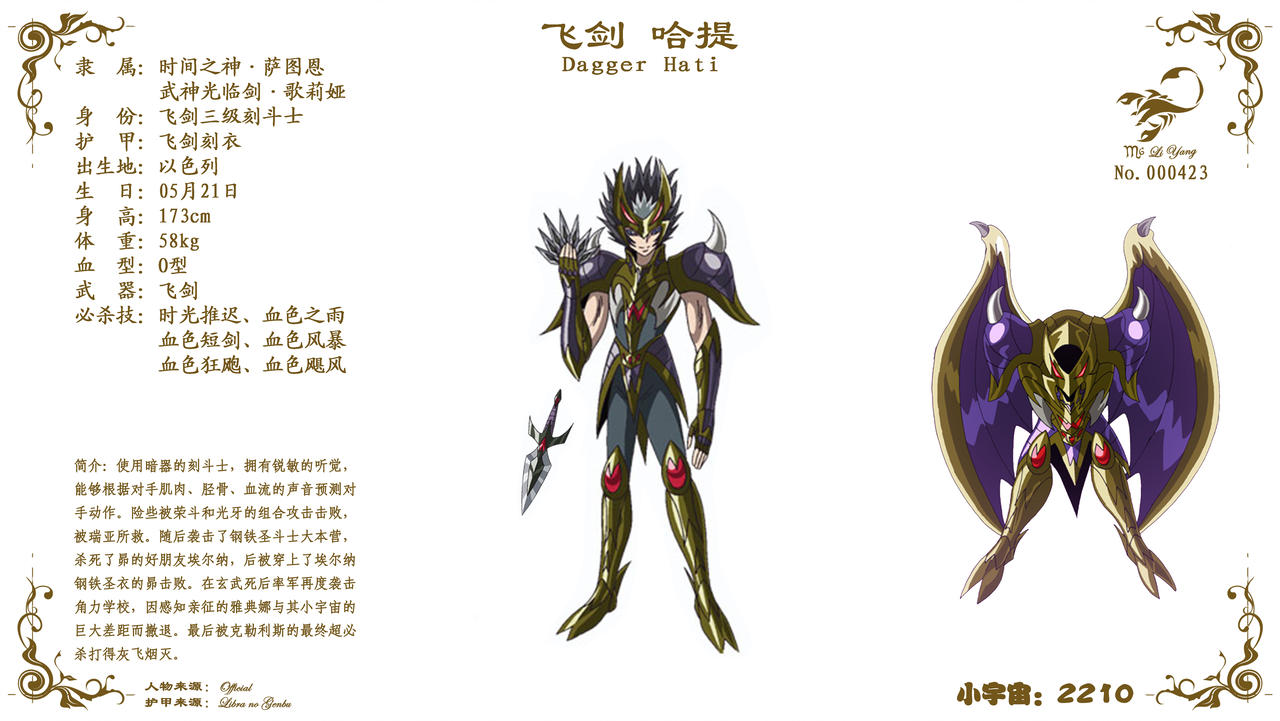 飞剑 哈提
Dagger Hati
隶 属：时间之神·萨图恩
武神光临剑·歌莉娅
身 份：飞剑三级刻斗士
护 甲：飞剑刻衣
出生地：以色列
生 日：05月21日
身 高：173cm
体 重：58kg
血 型：O型
武 器：飞剑
必杀技：时光推迟、血色之雨
血色短剑、血色风暴
血色狂飑、血色飓风
Li Yang
No.000423
简介：使用暗器的刻斗士，拥有锐敏的听觉，
能够根据对手肌肉、胫骨、血流的声音预测对
手动作。险些被荣斗和光牙的组合攻击击败，
被瑞亚所救。随后袭击了钢铁圣斗士大本营，
杀死了昴的好朋友埃尔纳，后被穿上了埃尔纳
钢铁圣衣的昴击败。在玄武死后率军再度袭击
角力学校，因感知亲征的雅典娜与其小宇宙的
巨大差距而撤退。最后被克勒利斯的最终超必
杀打得灰飞烟灭。
人物来源：Official
护甲来源：Libra no Genbu
小宇宙：2210